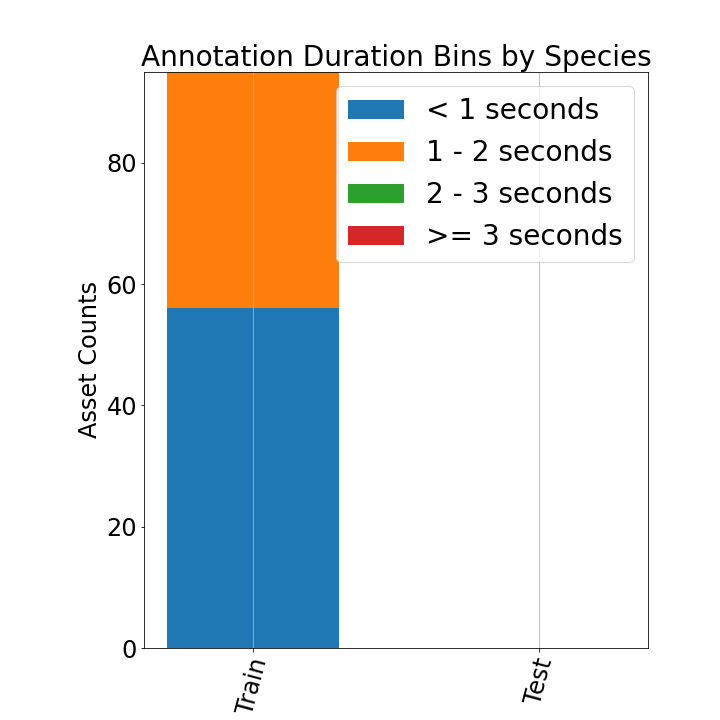 Annotation Duration Bins by Species
< 1 seconds
1 - 2 seconds
2 - 3 seconds
>= 3 seconds
80
60
40
20
0
Asset Counts
Train
Test